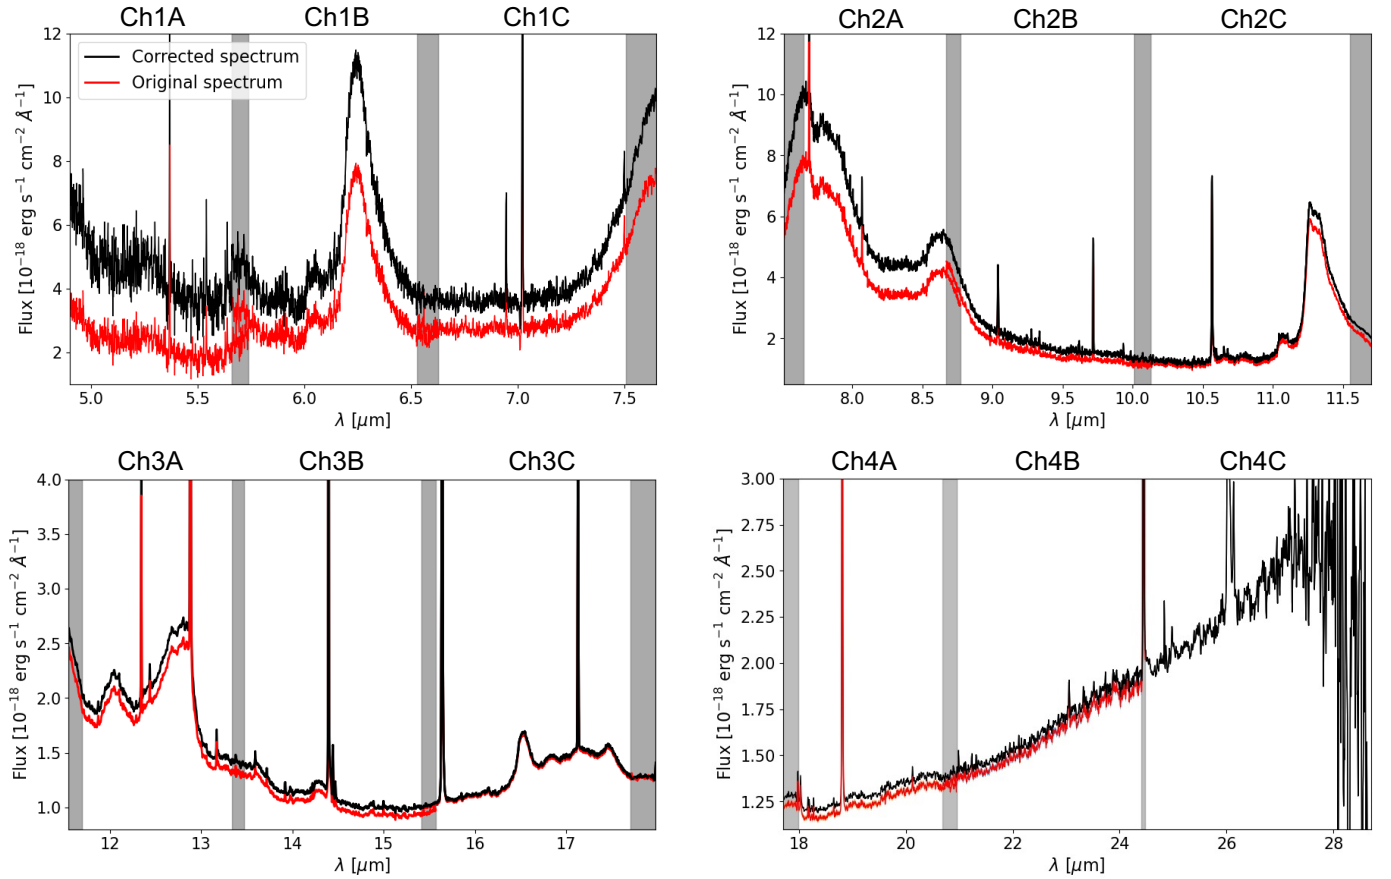 Ch1A Ch1B Ch1C
Corrected spectrum
Original spectrum
Flux [10⁻¹⁸ erg s⁻¹ cm⁻² Å⁻¹]
12
10
8
6
4
2
5.0 5.5 6.0 6.5 7.0 7.5
λ [μm]
Ch2A Ch2B Ch2C
Flux [10⁻¹⁸ erg s⁻¹ cm⁻² Å⁻¹]
12
10
8
6
4
2
8.0 8.5 9.0 9.5 10.0 10.5 11.0 11.5
λ [μm]
Ch3A Ch3B Ch3C
Flux [10⁻¹⁸ erg s⁻¹ cm⁻² Å⁻¹]
4.0
3.5
3.0
2.5
2.0
1.5
1.0
12 13 14 15 16 17
λ [μm]
Ch4A Ch4B Ch4C
Flux [10⁻¹⁸ erg s⁻¹ cm⁻² Å⁻¹]
3.00
2.75
2.50
2.25
2.00
1.75
1.50
1.25
18 20 22 24 26 28
λ [μm]